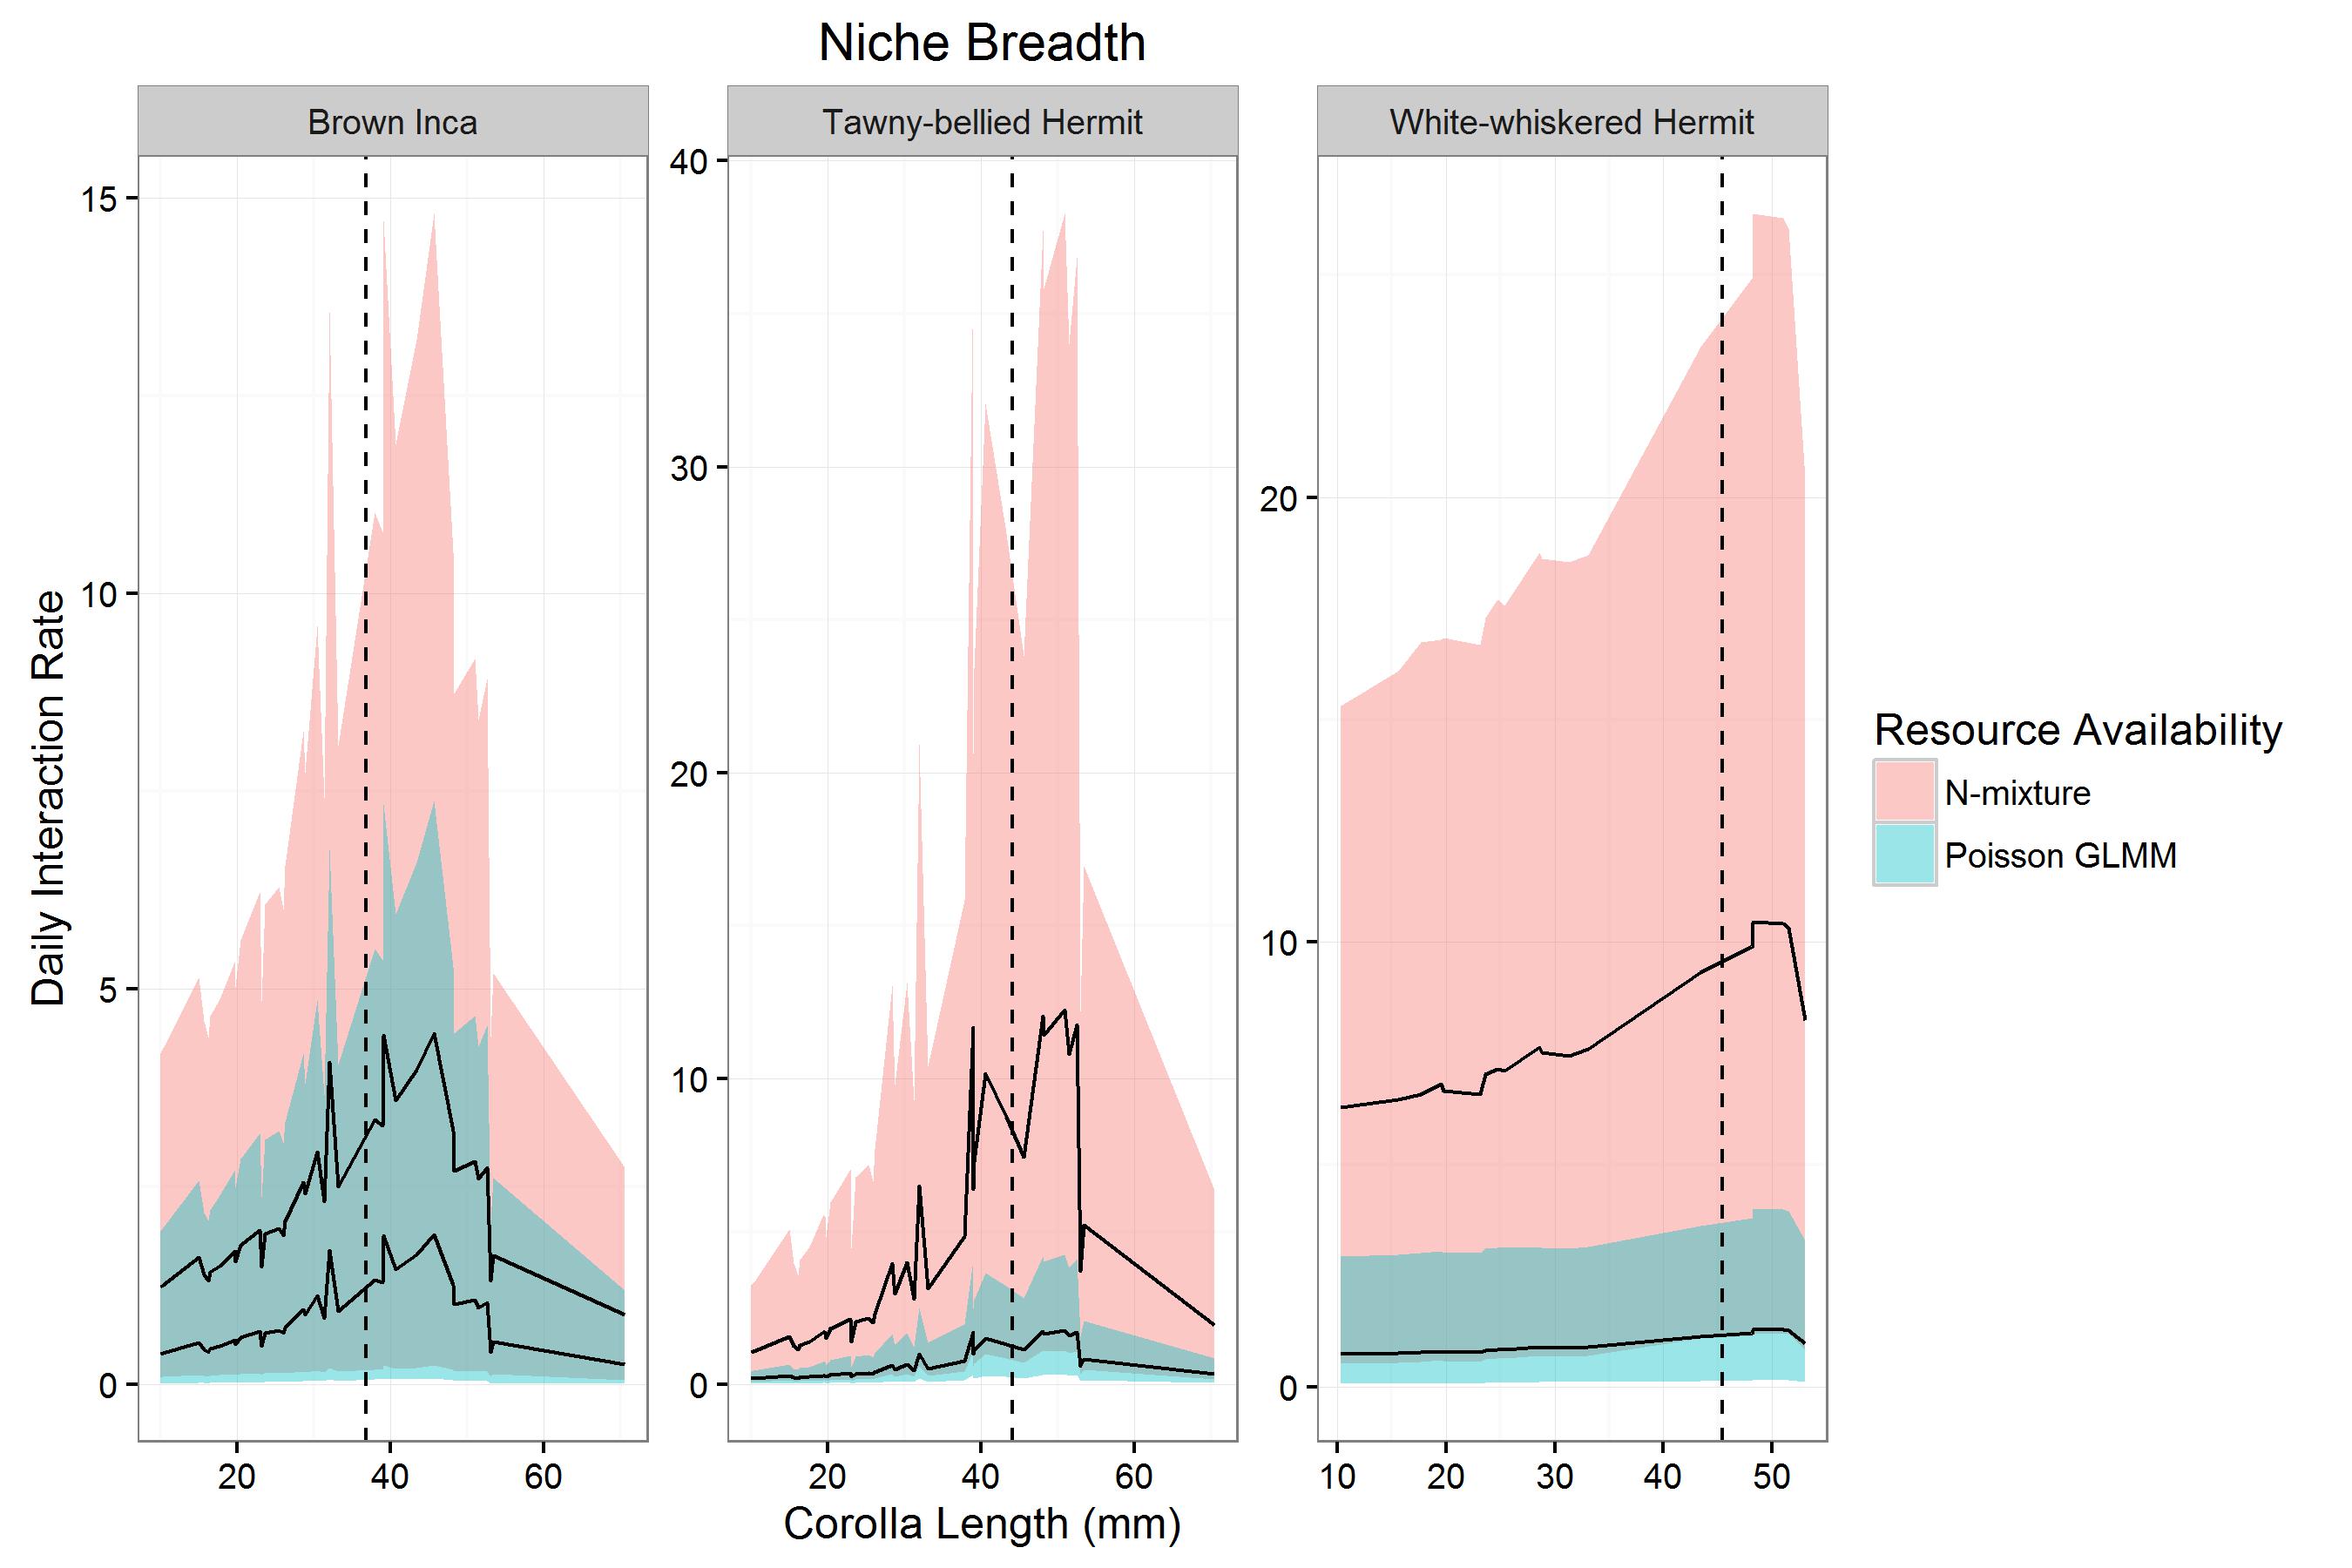 Niche Breadth
Brown Inca
Tawny-bellied Hermit
White-whiskered Hermit
15
10
5
0
40
30
20
10
0
20
10
0
Daily Interaction Rate
20 40 60
20 40 60
10 20 30 40 50
Corolla Length (mm)
Resource Availability
N-mixture
Poisson GLMM